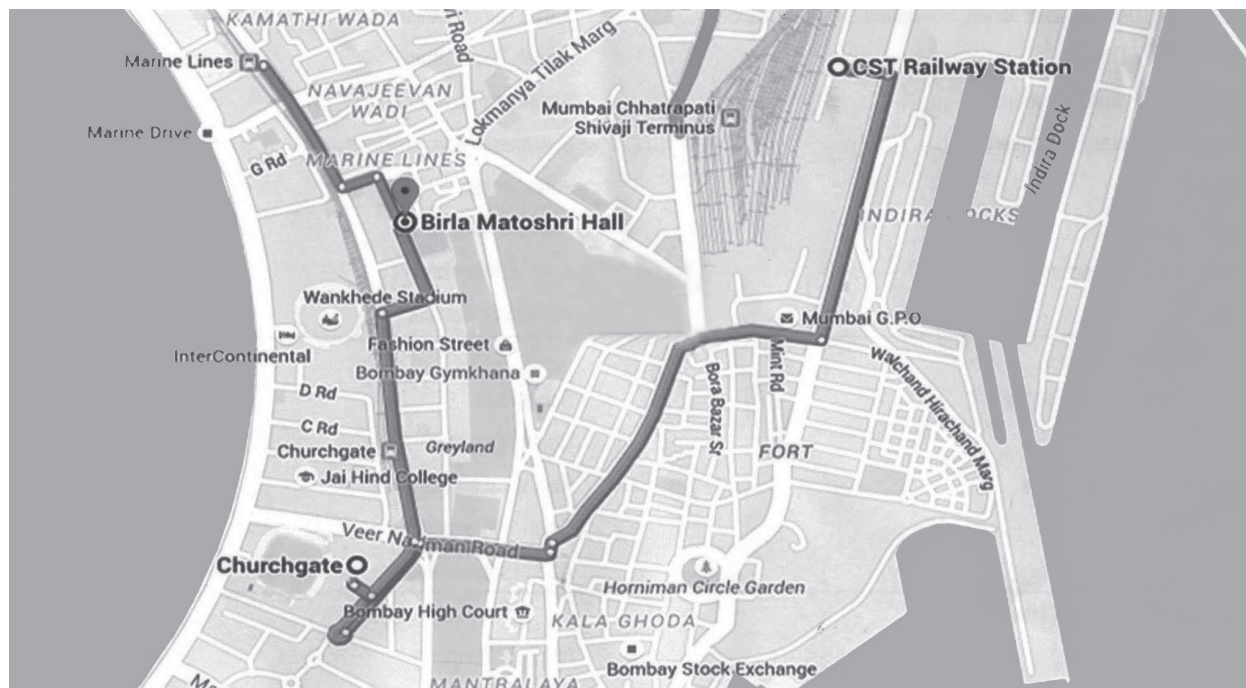 KAMATHI WADA
Marine Lines
NAVAJEEVAN
WADI
Marine Drive
G Rd
MARINE LINES
Lokmanya Tilak Marg
Mumbai Chhatrapati
Shivaji Terminus
CST Railway Station
Indira Dock
INDIRA DOCKS
Birla Matoshri Hall
Wankhede Stadium
Fashion Street
InterContinental
Bombay Gymkhana
Mumbai G.P.O
Mint Rd
Bora Bazar Sr
Walchand Hirachand Marg
D Rd
C Rd
Churchgate
Greyland
Jai Hind College
FORT
Veer Nariman Road
Churchgate
Horniman Circle Garden
Bombay High Court
KALA GHODA
Bombay Stock Exchange
MANTRALAYA